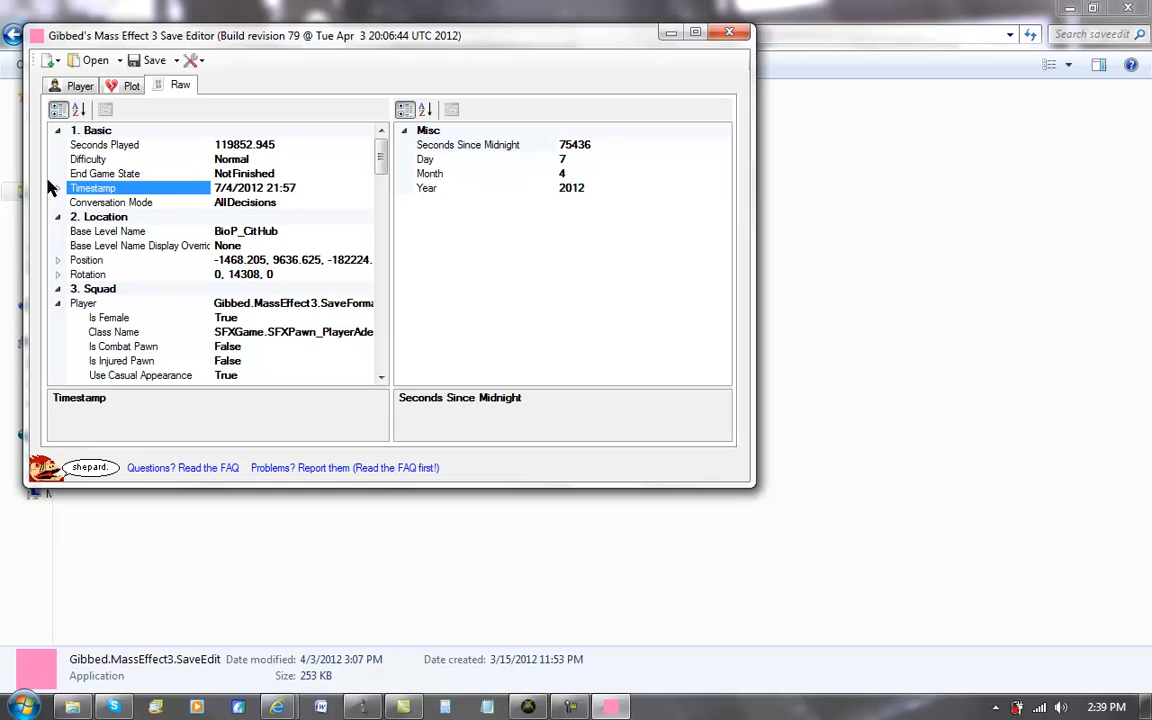 Gibbed's Mass Effect 3 Save Editor (Build revision 79 @ Tue Apr  3 20:06:44 UTC 2012)
Search saveedit
Open
Save
Player
Plot
Raw
1. Basic
Seconds Played 119852.945
Difficulty Normal
End Game State NotFinished
Timestamp 7/4/2012 21:57
Conversation Mode AllDecisions
2. Location
Base Level Name BioP_CitHub
Base Level Name Display Overric None
Position -1468.205, 9636.625, -182224.
Rotation 0, 14308, 0
3. Squad
Player Gibbed.MassEffect3.SaveForma
Is Female True
Class Name SFXGame.SFXPawn_PlayerAde
Is Combat Pawn False
Is Injured Pawn False
Use Casual Appearance True
Misc
Seconds Since Midnight 75436
Day 7
Month 4
Year 2012
Timestamp
Seconds Since Midnight
shepard.
Questions? Read the FAQ
Problems? Report them (Read the FAQ first!)
Gibbed.MassEffect3.SaveEdit Date modified: 4/3/2012 3:07 PM Date created: 3/15/2012 11:53 PM
Application Size: 253 KB
2:39 PM